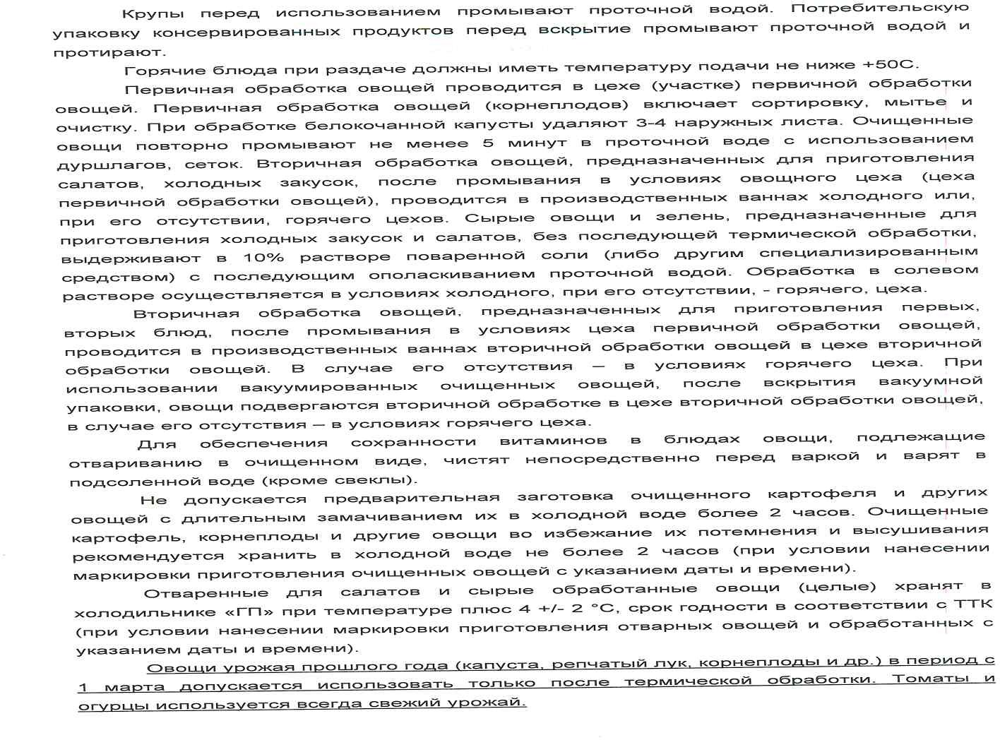 Крупы перед использованием промывают проточной водой. Потребительскую
упаковку консервированных продуктов перед вскрытие промывают проточной водой и
протирают.
Горячие блюда при раздаче должны иметь температуру подачи не ниже +50С.
Первичная обработка овощей проводится в цехе (участке) первичной обработки
овощей. Первичная обработка овощей (корнеплодов) включает сортировку, мытье и
очистку. При обработке белокочанной капусты удаляют 3-4 наружных листа. Очищенные
овощи повторно промывают не менее 5 минут в проточной воде с использованием
дуршлагов, сеток. Вторичная обработка овощей, предназначенных для приготовления
салатов, холодных закусок, после промывания в условиях овощного цеха (цеха
первичной обработки овощей), проводится в производственных ваннах холодного или,
при его отсутствии, горячего цехов. Сырые овощи и зелень, предназначенные для
приготовления холодных закусок и салатов, без последующей термической обработки,
выдерживают в 10% растворе поваренной соли (либо другим специализированным
средством) с последующим ополаскиванием проточной водой. Обработка в солевом
растворе осуществляется в условиях холодного, при его отсутствии, - горячего, цеха.
Вторичная обработка овощей, предназначенных для приготовления первых,
вторых блюд, после промывания в условиях цеха первичной обработки овощей,
проводится в производственных ваннах вторичной обработки овощей в цехе вторичной
обработки овощей. В случае его отсутствия – в условиях горячего цеха. При
использовании вакуумированных очищенных овощей, после вскрытия вакуумной
упаковки, овощи подвергаются вторичной обработке в цехе вторичной обработки овощей,
в случае его отсутствия – в условиях горячего цеха.
Для обеспечения сохранности витаминов в блюдах овощи, подлежащие
отвариванию в очищенном виде, чистят непосредственно перед варкой и варят в
подсоленной воде (кроме свеклы).
Не допускается предварительная заготовка очищенного картофеля и других
овощей с длительным замачиванием их в холодной воде более 2 часов. Очищенные
картофель, корнеплоды и другие овощи во избежание их потемнения и высушивания
рекомендуется хранить в холодной воде не более 2 часов (при условии нанесении
маркировки приготовления очищенных овощей с указанием даты и времени).
Отваренные для салатов и сырые обработанные овощи (целые) хранят в
холодильнике «ГП» при температуре плюс 4 +/- 2 °С, срок годности в соответствии с ТТК
(при условии нанесении маркировки приготовления отварных овощей и обработанных с
указанием даты и времени).
Овощи урожая прошлого года (капуста, репчатый лук, корнеплоды и др.) в период с
1 марта допускается использовать только после термической обработки. Томаты и
огурцы используется всегда свежий урожай.